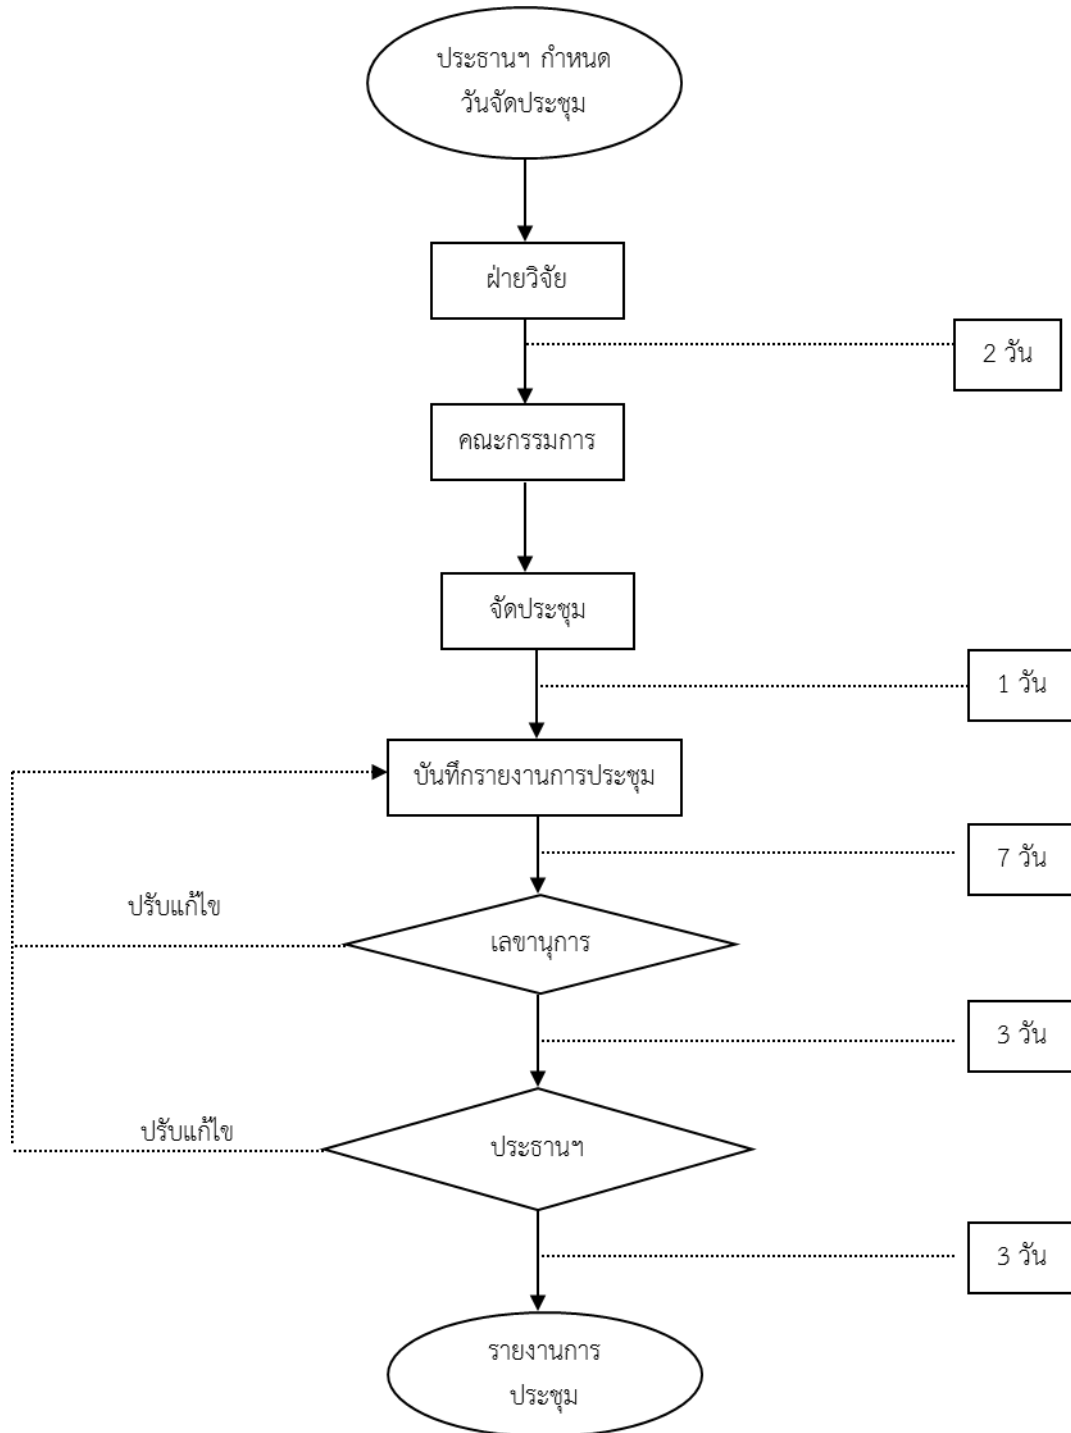 ประธานฯ กำหนด
วันจัดประชุม
ฝ่ายวิจัย
2 วัน
คณะกรรมการ
จัดประชุม
1 วัน
บันทึกรายงานการประชุม
7 วัน
ปรับแก้ไข
เลขานุการ
3 วัน
ปรับแก้ไข
ประธานฯ
3 วัน
รายงานการ
ประชุม